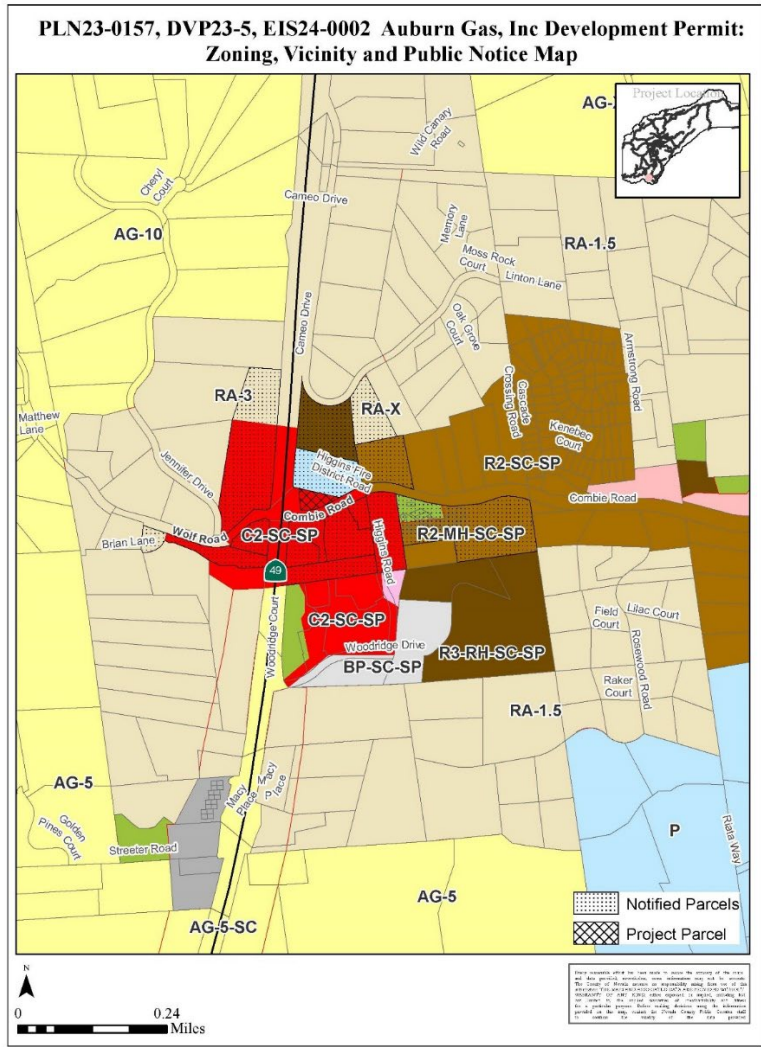 PLN23-0157, DVP23-5, EIS24-0002 Auburn Gas, Inc Development Permit:
Zoning, Vicinity and Public Notice Map
Project Location
AG-
Wild Canary
Road
Cheryl
Court
Cameo Drive
AG-10
Memory
Lane
RA-1.5
Moss Rock
Court
Linton Lane
Cameo Drive
Oak Grove
Court
Armstrong Road
RA-3
RA-X
Cascade
Crossing Road
Matthew
Lane
Kenebec
Court
Jennifer Drive
Higgins Fire
District Road
R2-SC-SP
Combie Road
Combie Road
Wolf Road
C2-SC-SP
R2-MH-SC-SP
Brian Lane
Higgins Road
49
Woodridge Court
C2-SC-SP
Field
Court
Lilac Court
Woodridge Drive
R3-RH-SC-SP
Rosewood Road
BP-SC-SP
Raker
Court
RA-1.5
AG-5
Macy
Place
Macy
Place
Golden
Pines Court
Streeter Road
P
Riata Way
AG-5
AG-5-SC
Notified Parcels
Project Parcel
N
0
0.24
Miles